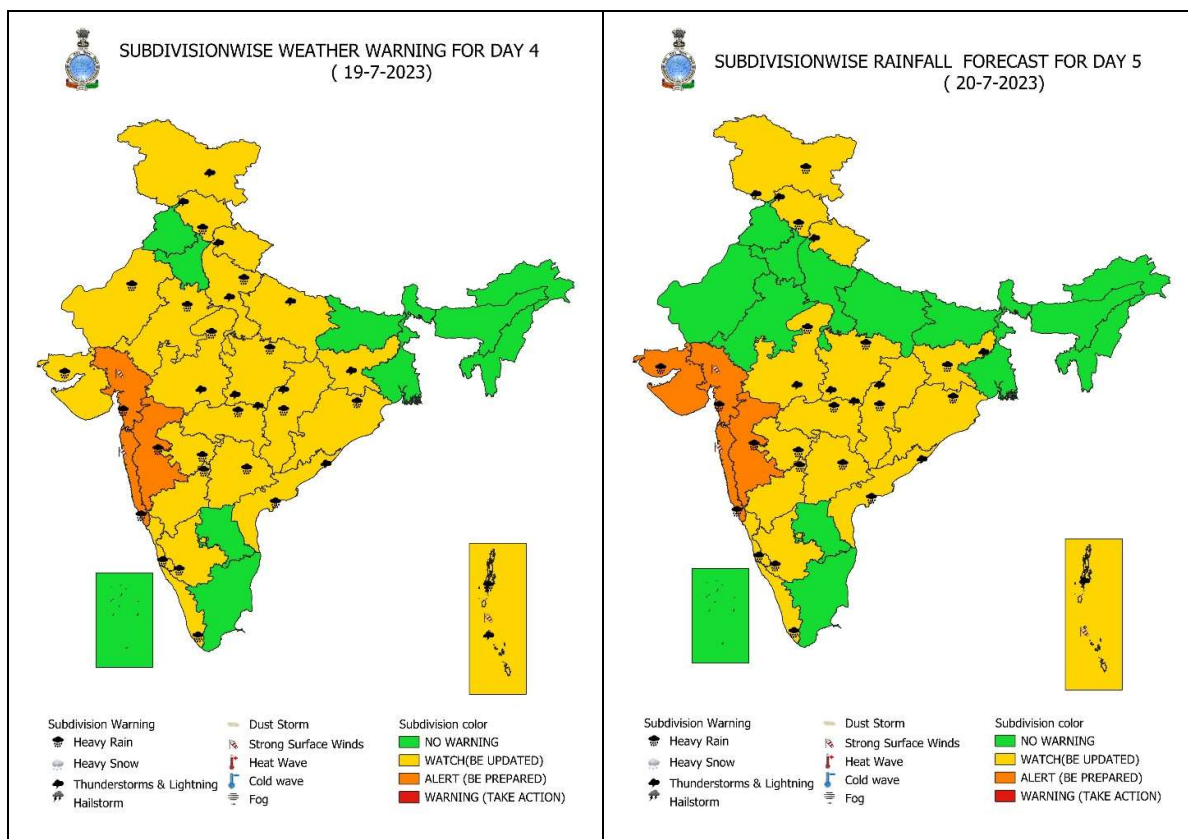 SUBDIVISIONWISE WEATHER WARNING FOR DAY 4
( 19-7-2023)
Subdivision Warning
Heavy Rain
Heavy Snow
Thunderstorms & Lightning
Hailstorm
Dust Storm
Strong Surface Winds
Heat Wave
Cold wave
Fog
Subdivision color
NO WARNING
WATCH(BE UPDATED)
ALERT (BE PREPARED)
WARNING (TAKE ACTION)
SUBDIVISIONWISE RAINFALL FORECAST FOR DAY 5
( 20-7-2023)
Subdivision Warning
Heavy Rain
Heavy Snow
Thunderstorms & Lightning
Hailstorm
Dust Storm
Strong Surface Winds
Heat Wave
Cold wave
Fog
Subdivision color
NO WARNING
WATCH(BE UPDATED)
ALERT (BE PREPARED)
WARNING (TAKE ACTION)